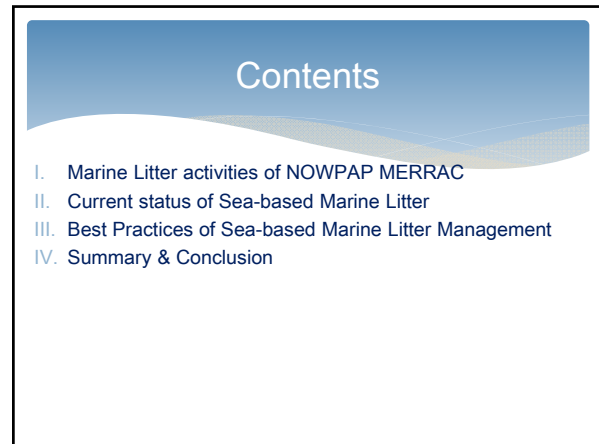 Contents
I. Marine Litter activities of NOWPAP MERRAC
II. Current status of Sea-based Marine Litter
III. Best Practices of Sea-based Marine Litter Management
IV. Summary & Conclusion